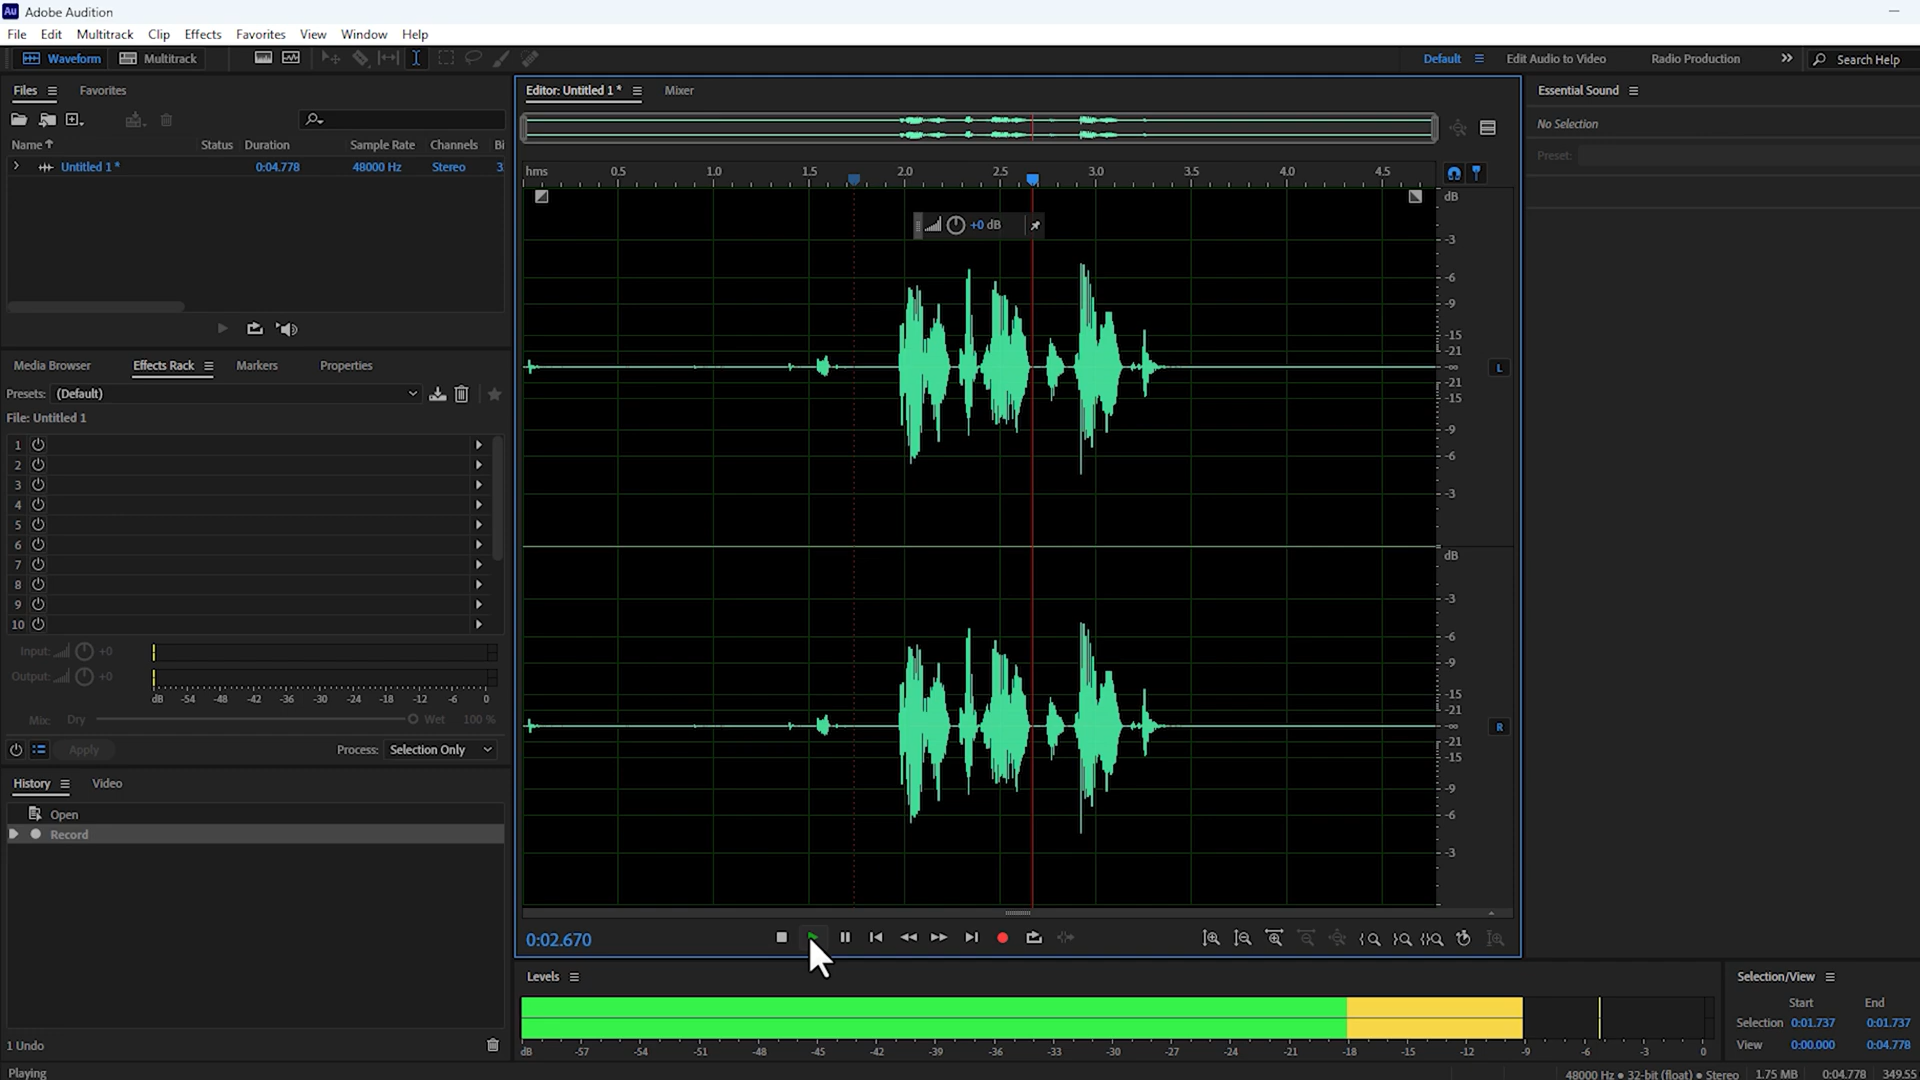 Au Adobe Audition
File Edit Multitrack Clip Effects Favorites View Window Help
Waveform Multitrack Default Edit Audio to Video Radio Production Search Help
Files Favorites
Name Status Duration Sample Rate Channels Bi
Untitled 1 * 0:04.778 48000 Hz Stereo 3
Media Browser Effects Rack Markers Properties
Presets: (Default)
File: Untitled 1
1
2
3
4
5
6
7
8
9
10
Input: +0
Output: +0
dB -54 -48 -42 -36 -30 -24 -18 -12 -6 0
Mix: Dry Wet 100 %
Apply Process: Selection Only
History Video
Open
Record
1 Undo
Playing
Editor: Untitled 1 * Mixer
hms 0.5 1.0 1.5 2.0 2.5 3.0 3.5 4.0 4.5
+0 dB
dB
-3
-6
-9
-15
-21
-∞
-21
-15
-9
-6
-3
L
dB
-3
-6
-9
-15
-21
-∞
-21
-15
-9
-6
-3
R
0:02.670
Levels
dB -57 -54 -51 -48 -45 -42 -39 -36 -33 -30 -27 -24 -21 -18 -15 -12 -9 -6 -3 0
Essential Sound
No Selection
Preset:
Selection/View
Start End
Selection 0:01.737 0:01.737
View 0:00.000 0:04.778
48000 Hz • 32-bit (float) • Stereo 1.75 MB 0:04.778 349.55